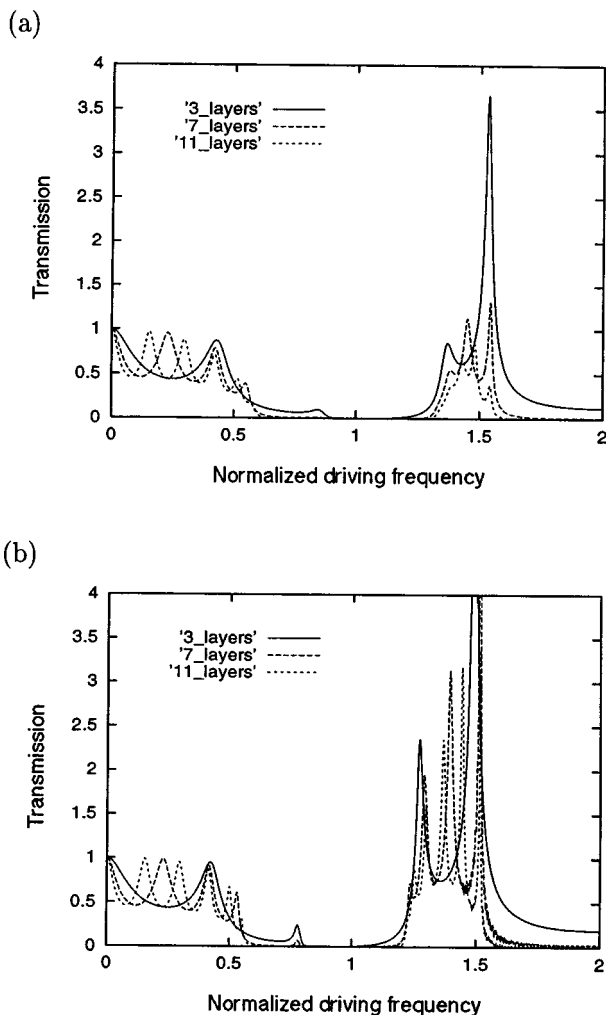 (a)
4
3.5
3
2.5
2
1.5
1
0.5
0
Transmission
'3_layers'
'7_layers'
'11_layers'
0 0.5 1 1.5 2
Normalized driving frequency
(b)
4
3.5
3
2.5
2
1.5
1
0.5
0
Transmission
'3_layers'
'7_layers'
'11_layers'
0 0.5 1 1.5 2
Normalized driving frequency